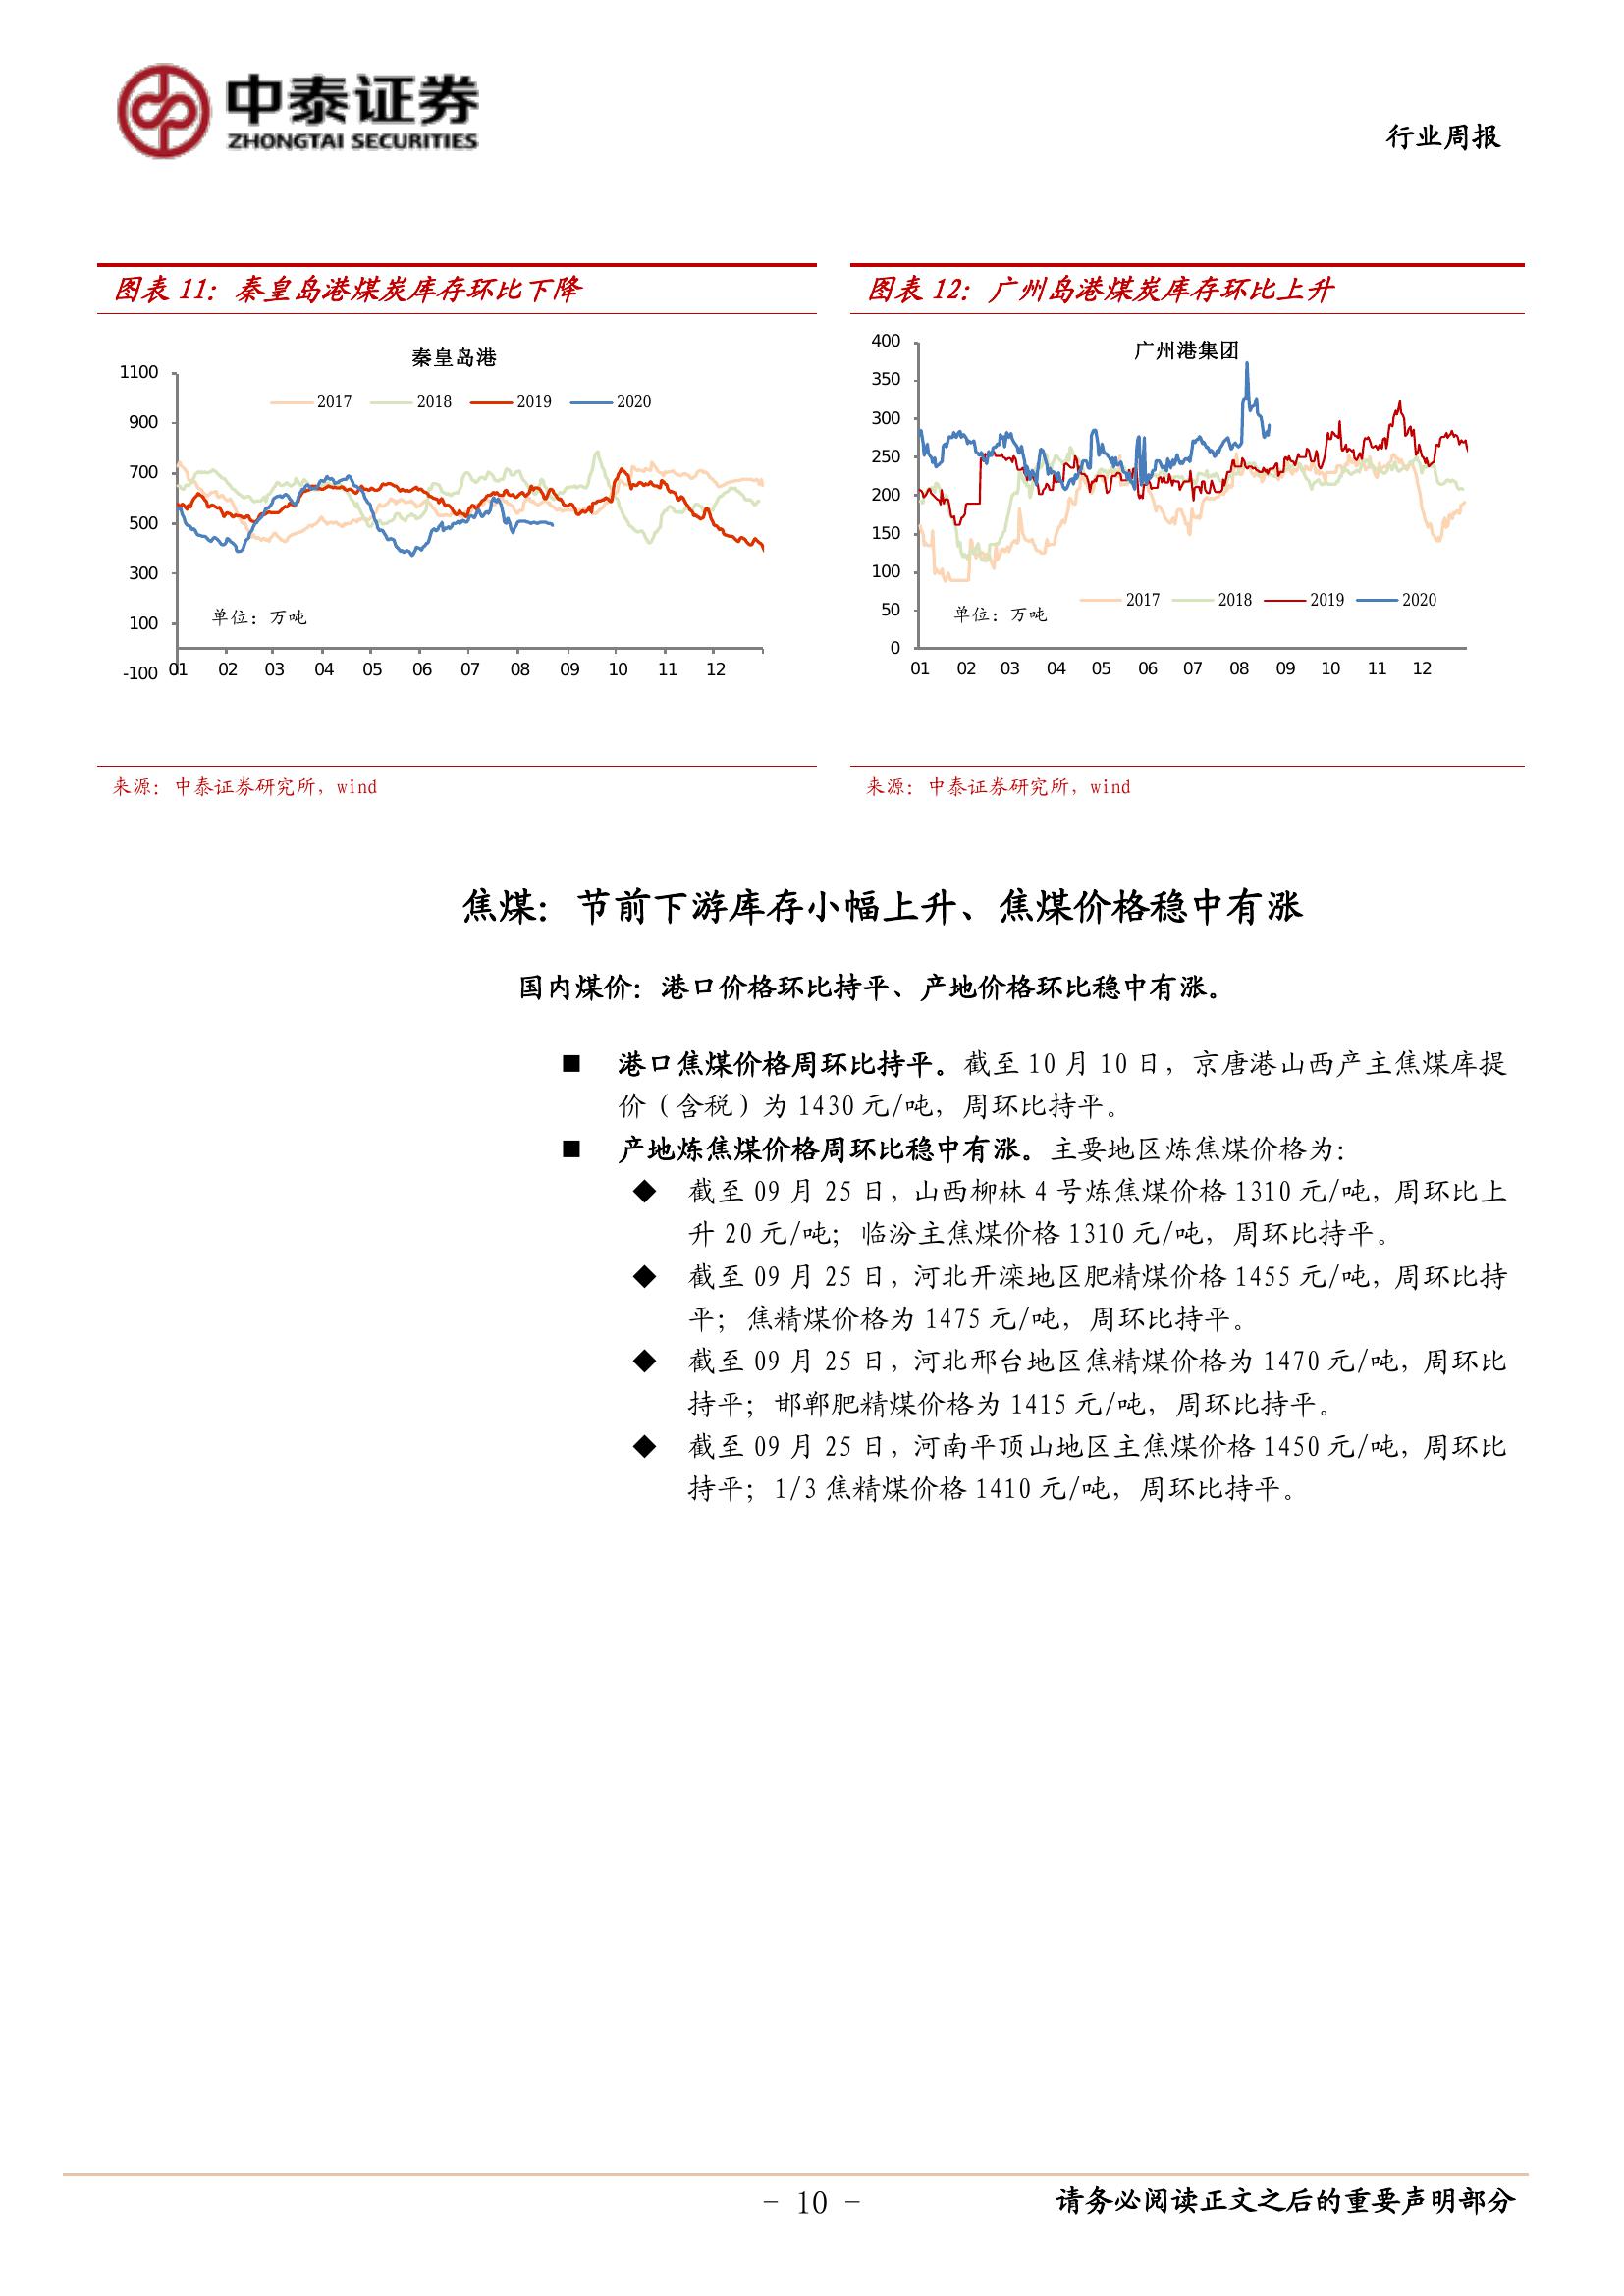 中泰证券
ZHONGTAI SECURITIES
行业周报
图表 11：秦皇岛港煤炭库存环比下降
秦皇岛港
2017 2018 2019 2020
1100
900
700
500
300
100
-100
单位：万吨
01 02 03 04 05 06 07 08 09 10 11 12
来源：中泰证券研究所，wind
图表 12：广州岛港煤炭库存环比上升
广州港集团
400
350
300
250
200
150
100
50
0
单位：万吨
2017 2018 2019 2020
01 02 03 04 05 06 07 08 09 10 11 12
来源：中泰证券研究所，wind
焦煤：节前下游库存小幅上升、焦煤价格稳中有涨
国内煤价：港口价格环比持平、产地价格环比稳中有涨。
■ 港口焦煤价格周环比持平。截至 10 月 10 日，京唐港山西产主焦煤库提
价（含税）为 1430 元/吨，周环比持平。
■ 产地炼焦煤价格周环比稳中有涨。主要地区炼焦煤价格为：
◆ 截至 09 月 25 日，山西柳林 4 号炼焦煤价格 1310 元/吨，周环比上
升 20 元/吨；临汾主焦煤价格 1310 元/吨，周环比持平。
◆ 截至 09 月 25 日，河北开滦地区肥精煤价格 1455 元/吨，周环比持
平；焦精煤价格为 1475 元/吨，周环比持平。
◆ 截至 09 月 25 日，河北邢台地区焦精煤价格为 1470 元/吨，周环比
持平；邯郸肥精煤价格为 1415 元/吨，周环比持平。
◆ 截至 09 月 25 日，河南平顶山地区主焦煤价格 1450 元/吨，周环比
持平；1/3 焦精煤价格 1410 元/吨，周环比持平。
- 10 -
请务必阅读正文之后的重要声明部分